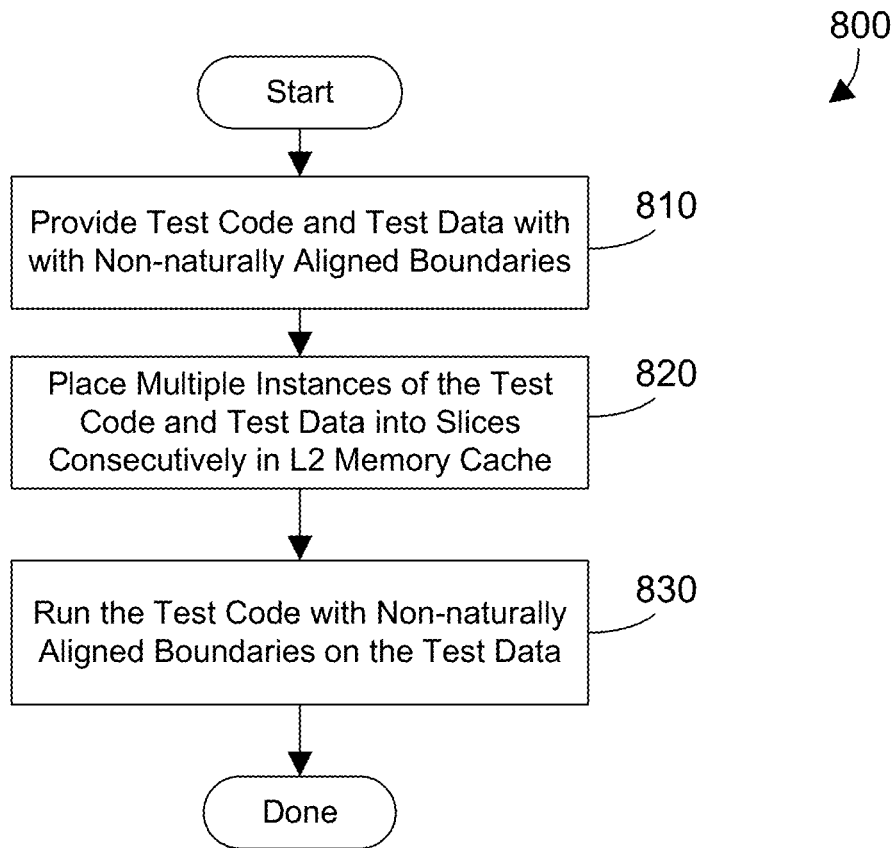 800
Start
Provide Test Code and Test Data with
with Non-naturally Aligned Boundaries
810
Place Multiple Instances of the Test
Code and Test Data into Slices
Consecutively in L2 Memory Cache
820
Run the Test Code with Non-naturally
Aligned Boundaries on the Test Data
830
Done